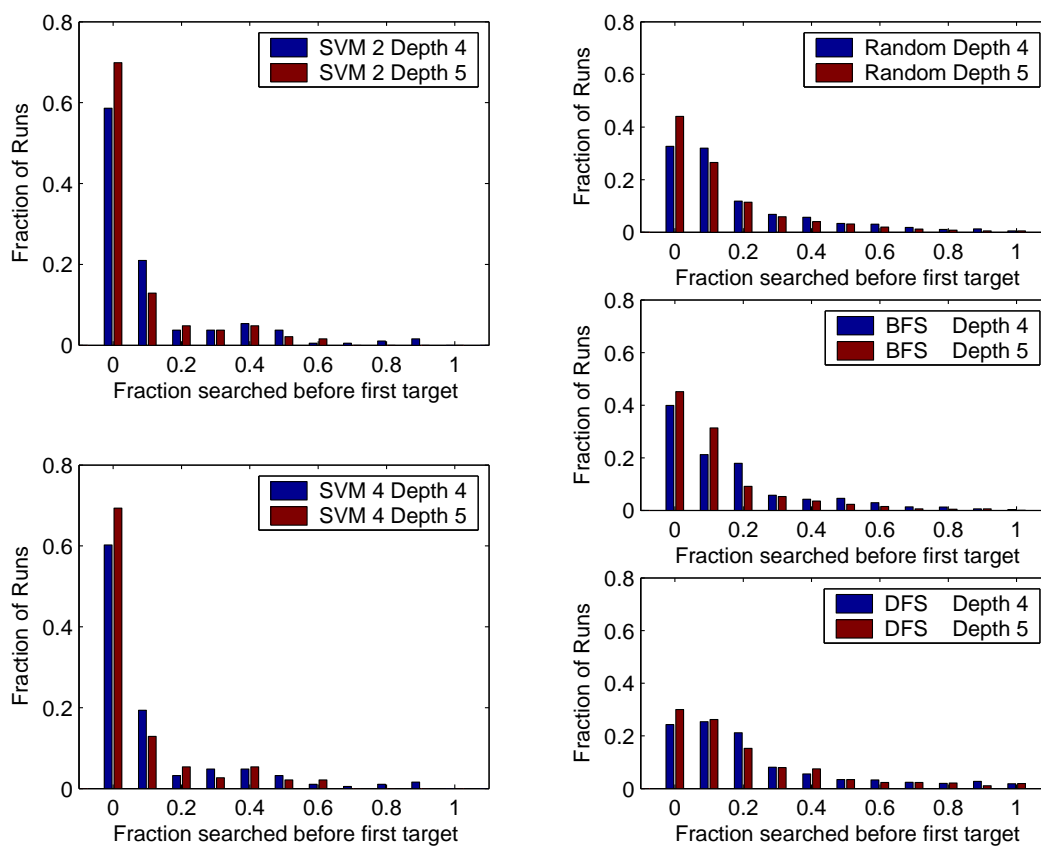 0.8
0.6
0.4
0.2
0
Fraction of Runs
SVM 2 Depth 4
SVM 2 Depth 5
0 0.2 0.4 0.6 0.8 1
Fraction searched before first target
0.8
0.6
0.4
0.2
0
Fraction of Runs
SVM 4 Depth 4
SVM 4 Depth 5
0 0.2 0.4 0.6 0.8 1
Fraction searched before first target
0.8
0.6
0.4
0.2
0
Fraction of Runs
Random Depth 4
Random Depth 5
0 0.2 0.4 0.6 0.8 1
Fraction searched before first target
0.8
0.6
0.4
0.2
0
Fraction of Runs
BFS Depth 4
BFS Depth 5
0 0.2 0.4 0.6 0.8 1
Fraction searched before first target
0.8
0.6
0.4
0.2
0
Fraction of Runs
DFS Depth 4
DFS Depth 5
0 0.2 0.4 0.6 0.8 1
Fraction searched before first target